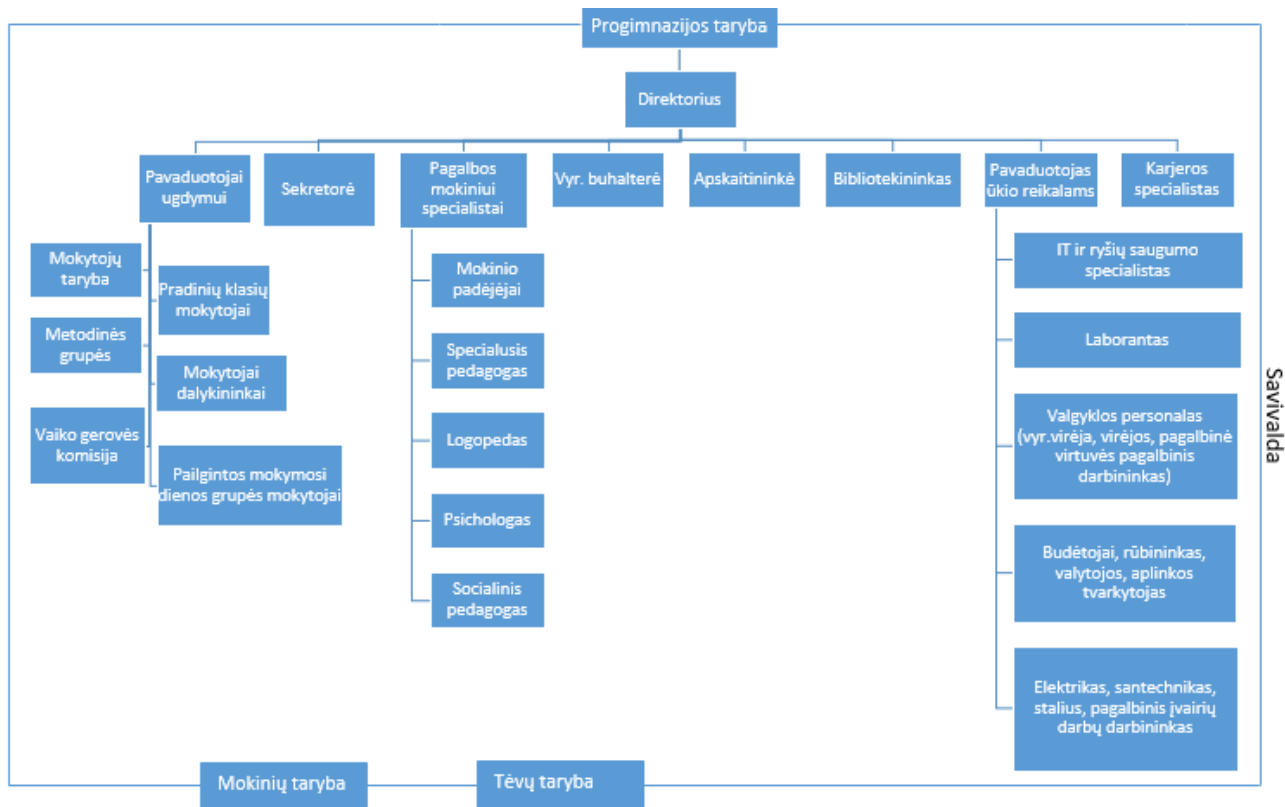 Progimnazijos taryba
Direktorius
Pavaduotojai
ugdymui
Sekretorė
Pagalbos
mokiniui
specialistai
Vyr. buhalterė
Apskaitininkė
Bibliotekininkas
Pavaduotojas
ūkio reikalams
Karjeros
specialistas
Mokytojų
taryba
Metodinės
grupės
Vaiko gerovės
komisija
Pradinių klasių
mokytojai
Mokytojai
dalykininkai
Pailgintos mokymosi
dienos grupės mokytojai
Mokinio
padėjėjai
Specialusis
pedagogas
Logopedas
Psichologas
Socialinis
pedagogas
IT ir ryšių saugumo
specialistas
Laborantas
Valgyklos personalas
(vyr.virėja, virėjos, pagalbinė
virtuvės pagalbinis
darbininkas)
Budėtojai, rūbininkas,
valytojos, aplinkos
tvarkytojas
Elektrikas, santechnikas,
stalius, pagalbinis įvairių
darbų darbininkas
Savivalda
Mokinių taryba
Tėvų taryba